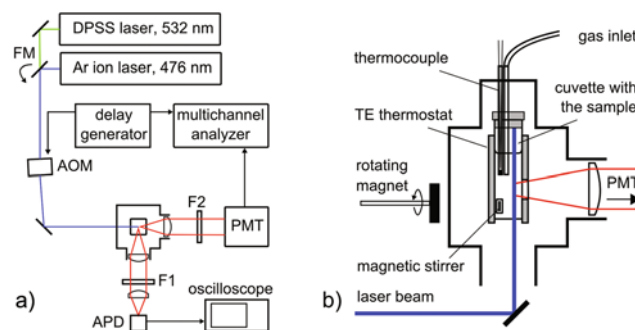 DPSS laser, 532 nm
FM
Ar ion laser, 476 nm
delay
generator
multichannel
analyzer
AOM
F2
PMT
F1
a)
oscilloscope
APD
gas inlet
thermocouple
cuvette with
the sample
TE thermostat
rotating
magnet
PMT
magnetic stirrer
b)
laser beam